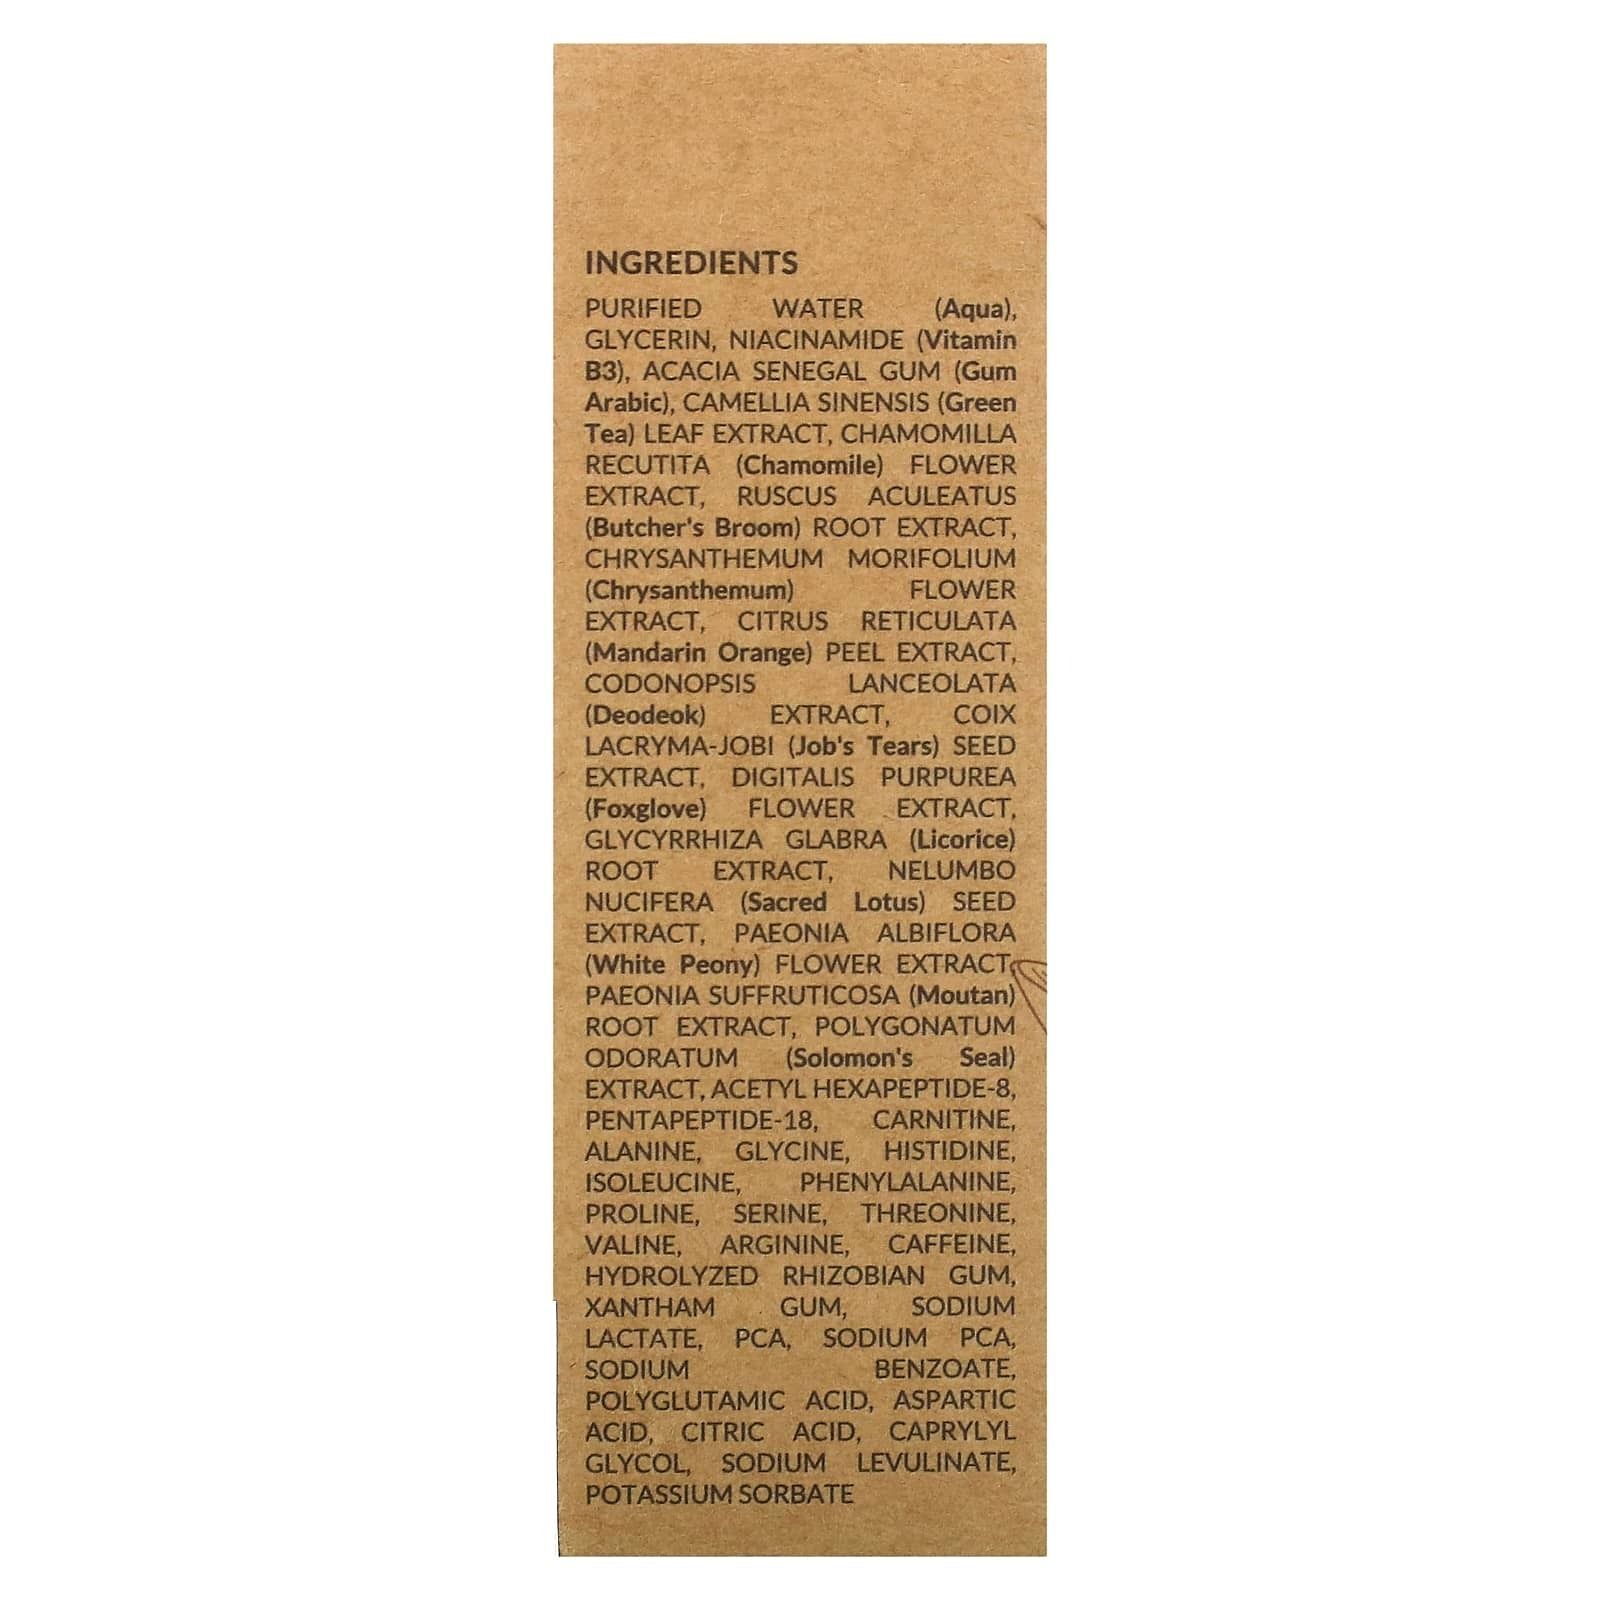 INGREDIENTS
PURIFIED WATER (Aqua),
GLYCERIN, NIACINAMIDE (Vitamin
B3), ACACIA SENEGAL GUM (Gum
Arabic), CAMELLIA SINENSIS (Green
Tea) LEAF EXTRACT, CHAMOMILLA
RECUTITA (Chamomile) FLOWER
EXTRACT, RUSCUS ACULEATUS
(Butcher's Broom) ROOT EXTRACT,
CHRYSANTHEMUM MORIFOLIUM
(Chrysanthemum) FLOWER
EXTRACT, CITRUS RETICULATA
(Mandarin Orange) PEEL EXTRACT,
CODONOPSIS LANCEOLATA
(Deodeok) EXTRACT, COIX
LACRYMA-JOBI (Job's Tears) SEED
EXTRACT, DIGITALIS PURPUREA
(Foxglove) FLOWER EXTRACT,
GLYCYRRHIZA GLABRA (Licorice)
ROOT EXTRACT, NELUMBO
NUCIFERA (Sacred Lotus) SEED
EXTRACT, PAEONIA ALBIFLORA
(White Peony) FLOWER EXTRACT,
PAEONIA SUFFRUTICOSA (Moutan)
ROOT EXTRACT, POLYGONATUM
ODORATUM (Solomon's Seal)
EXTRACT, ACETYL HEXAPEPTIDE-8,
PENTAPEPTIDE-18, CARNITINE,
ALANINE, GLYCINE, HISTIDINE,
ISOLEUCINE, PHENYLALANINE,
PROLINE, SERINE, THREONINE,
VALINE, ARGININE, CAFFEINE,
HYDROLYZED RHIZOBIAN GUM,
XANTHAM GUM, SODIUM
LACTATE, PCA, SODIUM PCA,
SODIUM BENZOATE,
POLYGLUTAMIC ACID, ASPARTIC
ACID, CITRIC ACID, CAPRYLYL
GLYCOL, SODIUM LEVULINATE,
POTASSIUM SORBATE